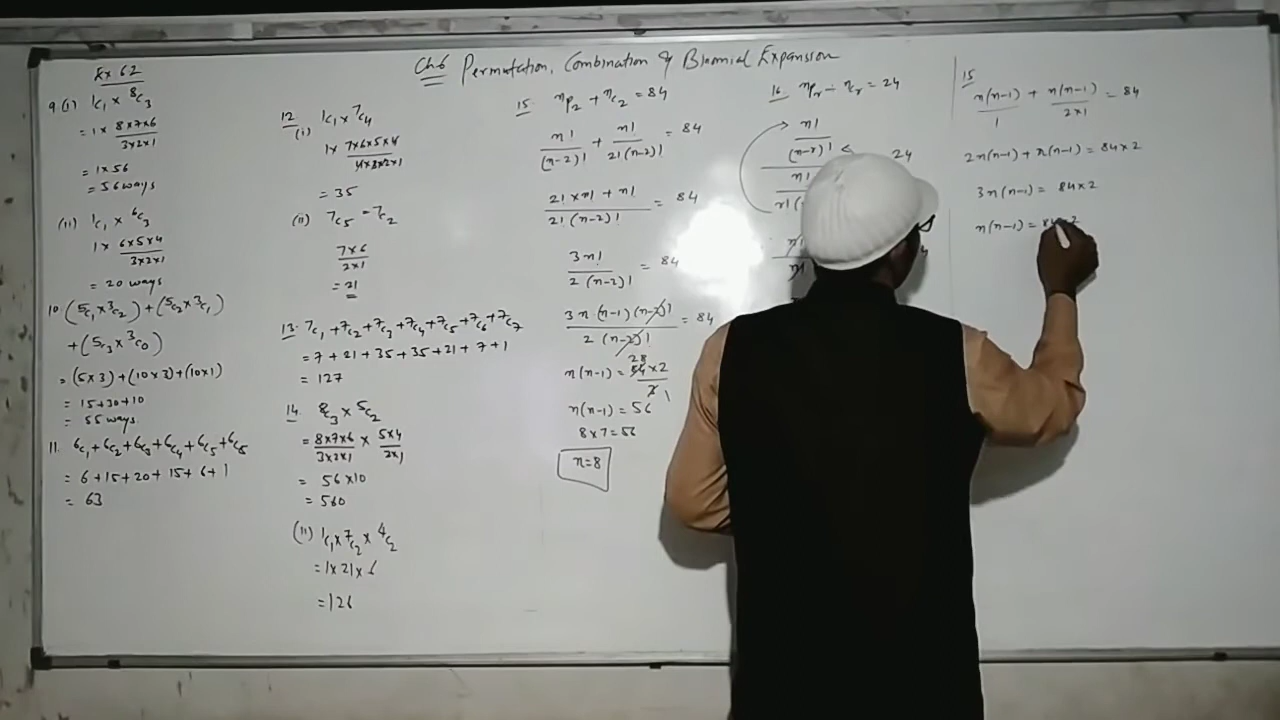 Ch 6 Permutation, Combination & Binomial Expansion
Ex 62
9 (i) 1c₁ × 8c₃
= 1 × 8×7×6 / 3×2×1
= 1×56
= 56 ways
(ii) 1c₁ × 6c₃
1 × 6×5×4 / 3×2×1
= 20 ways
10 (5c₁ × 3c₂) + (5c₂ × 3c₁)
+ (5c₃ × 3c₀)
= (5×3) + (10×3) + (10×1)
= 15+30+10
= 55 ways
11. 6c₁ + 6c₂ + 6c₃ + 6c₄ + 6c₅ + 6c₆
= 6 + 15 + 20 + 15 + 6 + 1
= 63
12 (i) 1c₁ × 7c₄
1 × 7×6×5×4 / 4×3×2×1
= 35
(ii) 7c₅ = 7c₂
7×6 / 2×1
= 21
13. 7c₁ + 7c₂ + 7c₃ + 7c₄ + 7c₅ + 7c₆ + 7c₇
= 7 + 21 + 35 + 35 + 21 + 7 + 1
= 127
14 8c₃ × 5c₂
= 8×7×6 / 3×2×1 × 5×4 / 2×1
= 56×10
= 560
(ii) 1c₁ × 7c₂ × 4c₂
= 1×21×6
= 126
15. nP₂ + nc₂ = 84
n! / (n-2)! + n! / 2!(n-2)! = 84
2! × n! + n! / 2!(n-2)! = 84
3n! / 2(n-2)! = 84
3n·(n-1)(n-2)! / 2(n-2)! = 84
28
n(n-1) = 84×2 / 3 1
n(n-1) = 56
8×7 = 56
n=8
16. nPr ÷ ncr = 24
n! / (n-r)!
24
n! / r!(
15
n(n-1) / 1 + n(n-1) / 2×1 = 84
2n(n-1) + n(n-1) = 84×2
3n(n-1) = 84×2
n(n-1) =